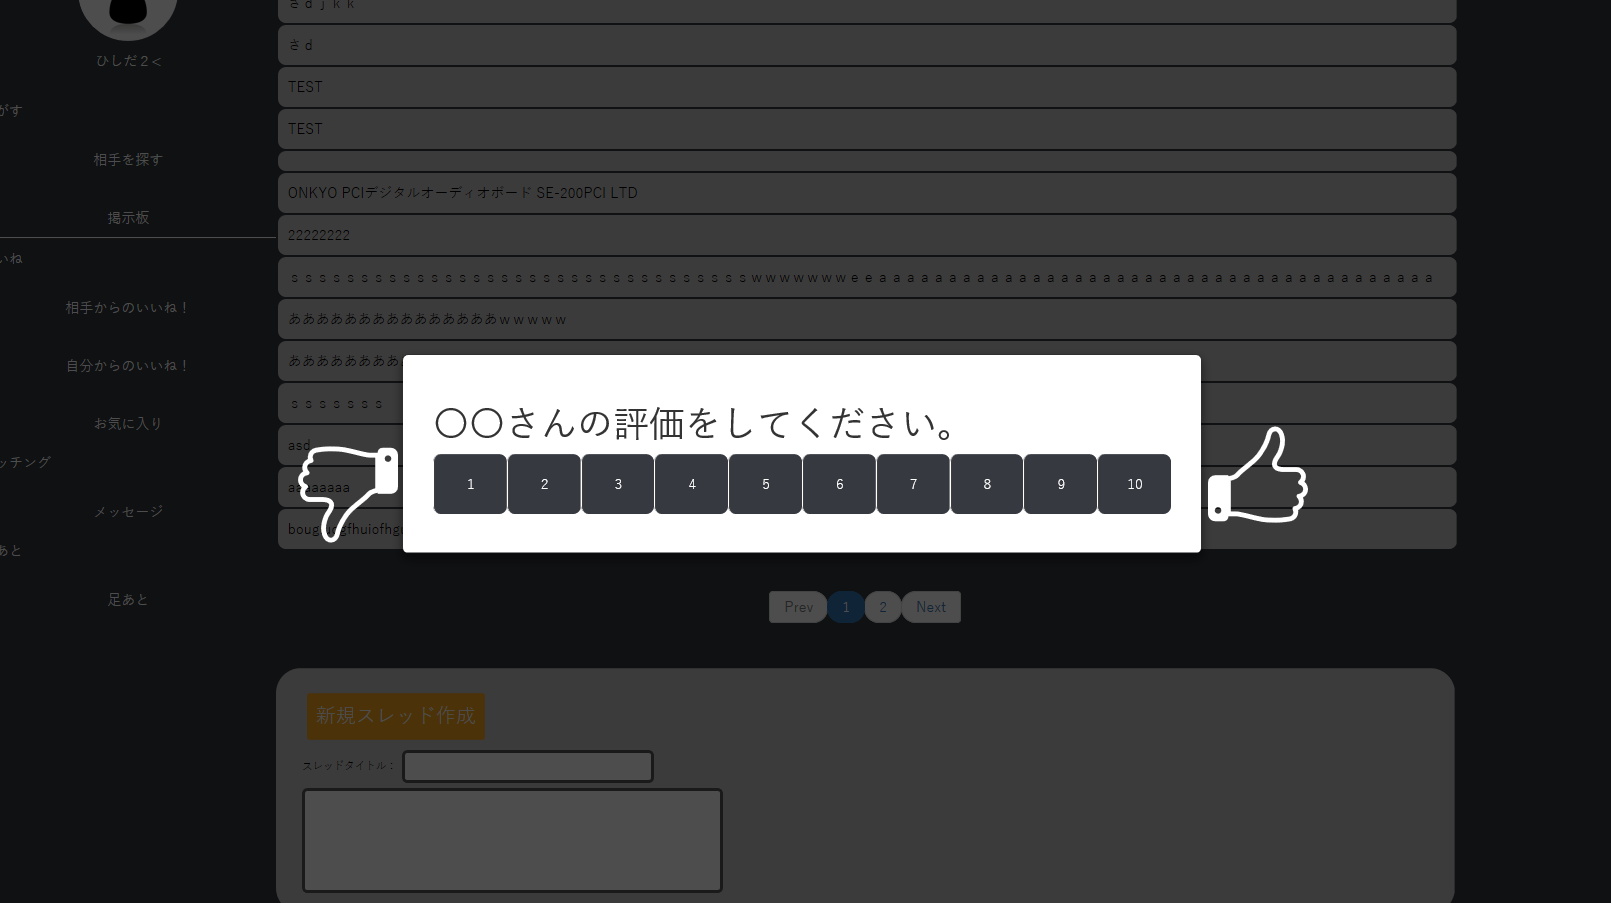 さｄｊｋｋ
さｄ
TEST
TEST
ONKYO PCIデジタルオーディオボード SE-200PCI LTD
22222222
ｓｓｓｓｓｓｓｓｓｓｓｓｓｓｓｓｓｓｓｓｓｓｓｓｓｓｓｓｓｓｓｓｓｗｗｗｗｗｗｗｅｅａａａａａａａａａａａａａａａａａａａａａａａａａａａａａａａａａａａａａａａａ
あああああああああああああああｗｗｗｗｗ
ああああああああ
ｓｓｓｓｓｓｓ
asd
aaaaaaaa
ひしだ２<
がす
相手を探す
掲示板
いね
相手からのいいね！
自分からのいいね！
お気に入り
ッチング
メッセージ
あと
足あと
〇〇さんの評価をしてください。
1 2 3 4 5 6 7 8 9 10
Prev 1 2 Next
新規スレッド作成
スレッドタイトル：